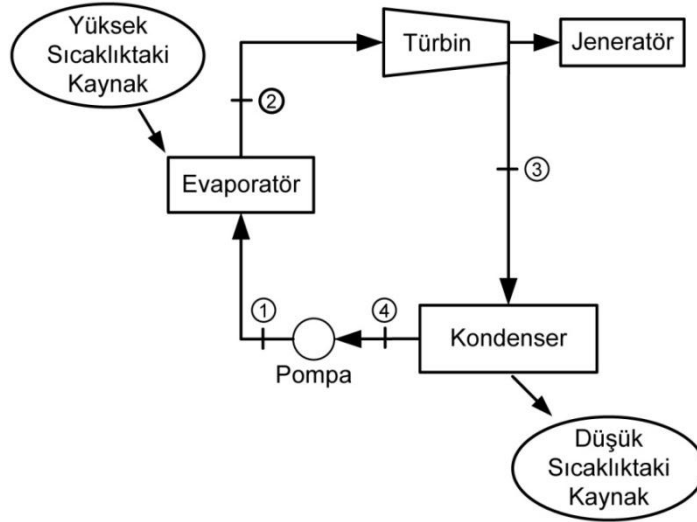 Yüksek
Sıcaklıktaki
Kaynak
Türbin
Jeneratör
②
Evaporatör
③
①
④
Kondenser
Pompa
Düşük
Sıcaklıktaki
Kaynak